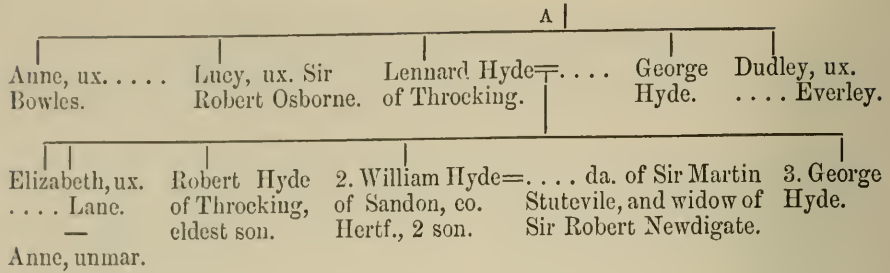 A
Anne, ux. . . . . . Lucy, ux. Sir Lennard Hyde=. . . . George Dudley, ux.
Bowles. Robert Osborne. of Throcking. Hyde. . . . . Everley.
Elizabeth, ux. Robert Hyde 2. William Hyde=. . . . da. of Sir Martin 3. George
. . . . Lane. of Throcking, of Sandon, co. Stutevile, and widow of Hyde.
— eldest son. Hertf., 2 son. Sir Robert Newdigate.
Anne, unmar.